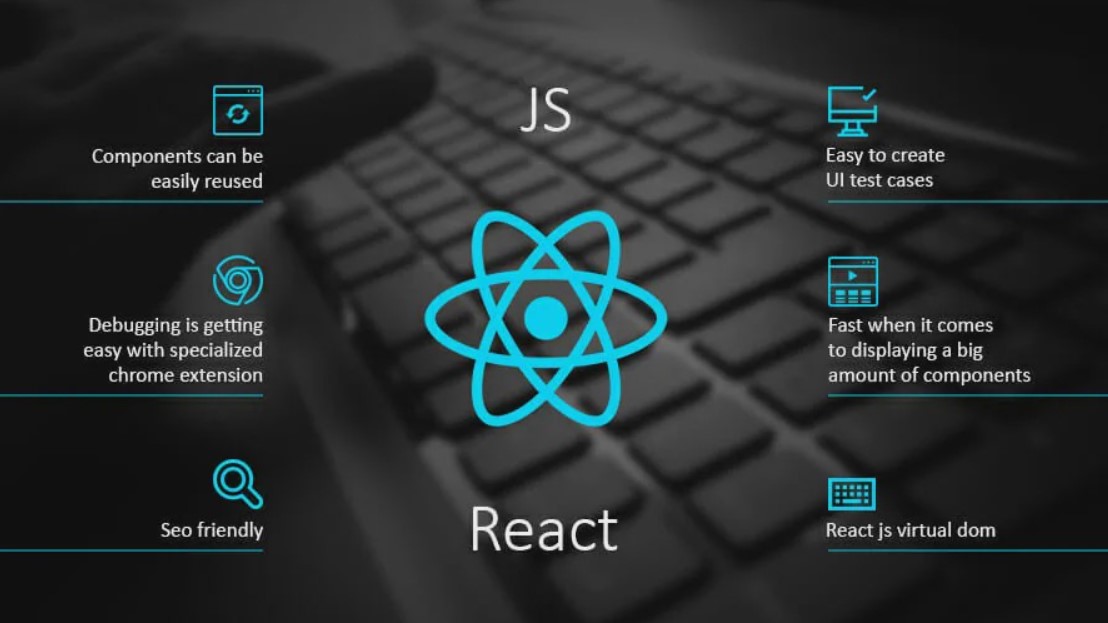 JS
Components can be
easily reused
Debugging is getting
easy with specialized
chrome extension
Seo friendly
Easy to create
UI test cases
Fast when it comes
to displaying a big
amount of components
React js virtual dom
React